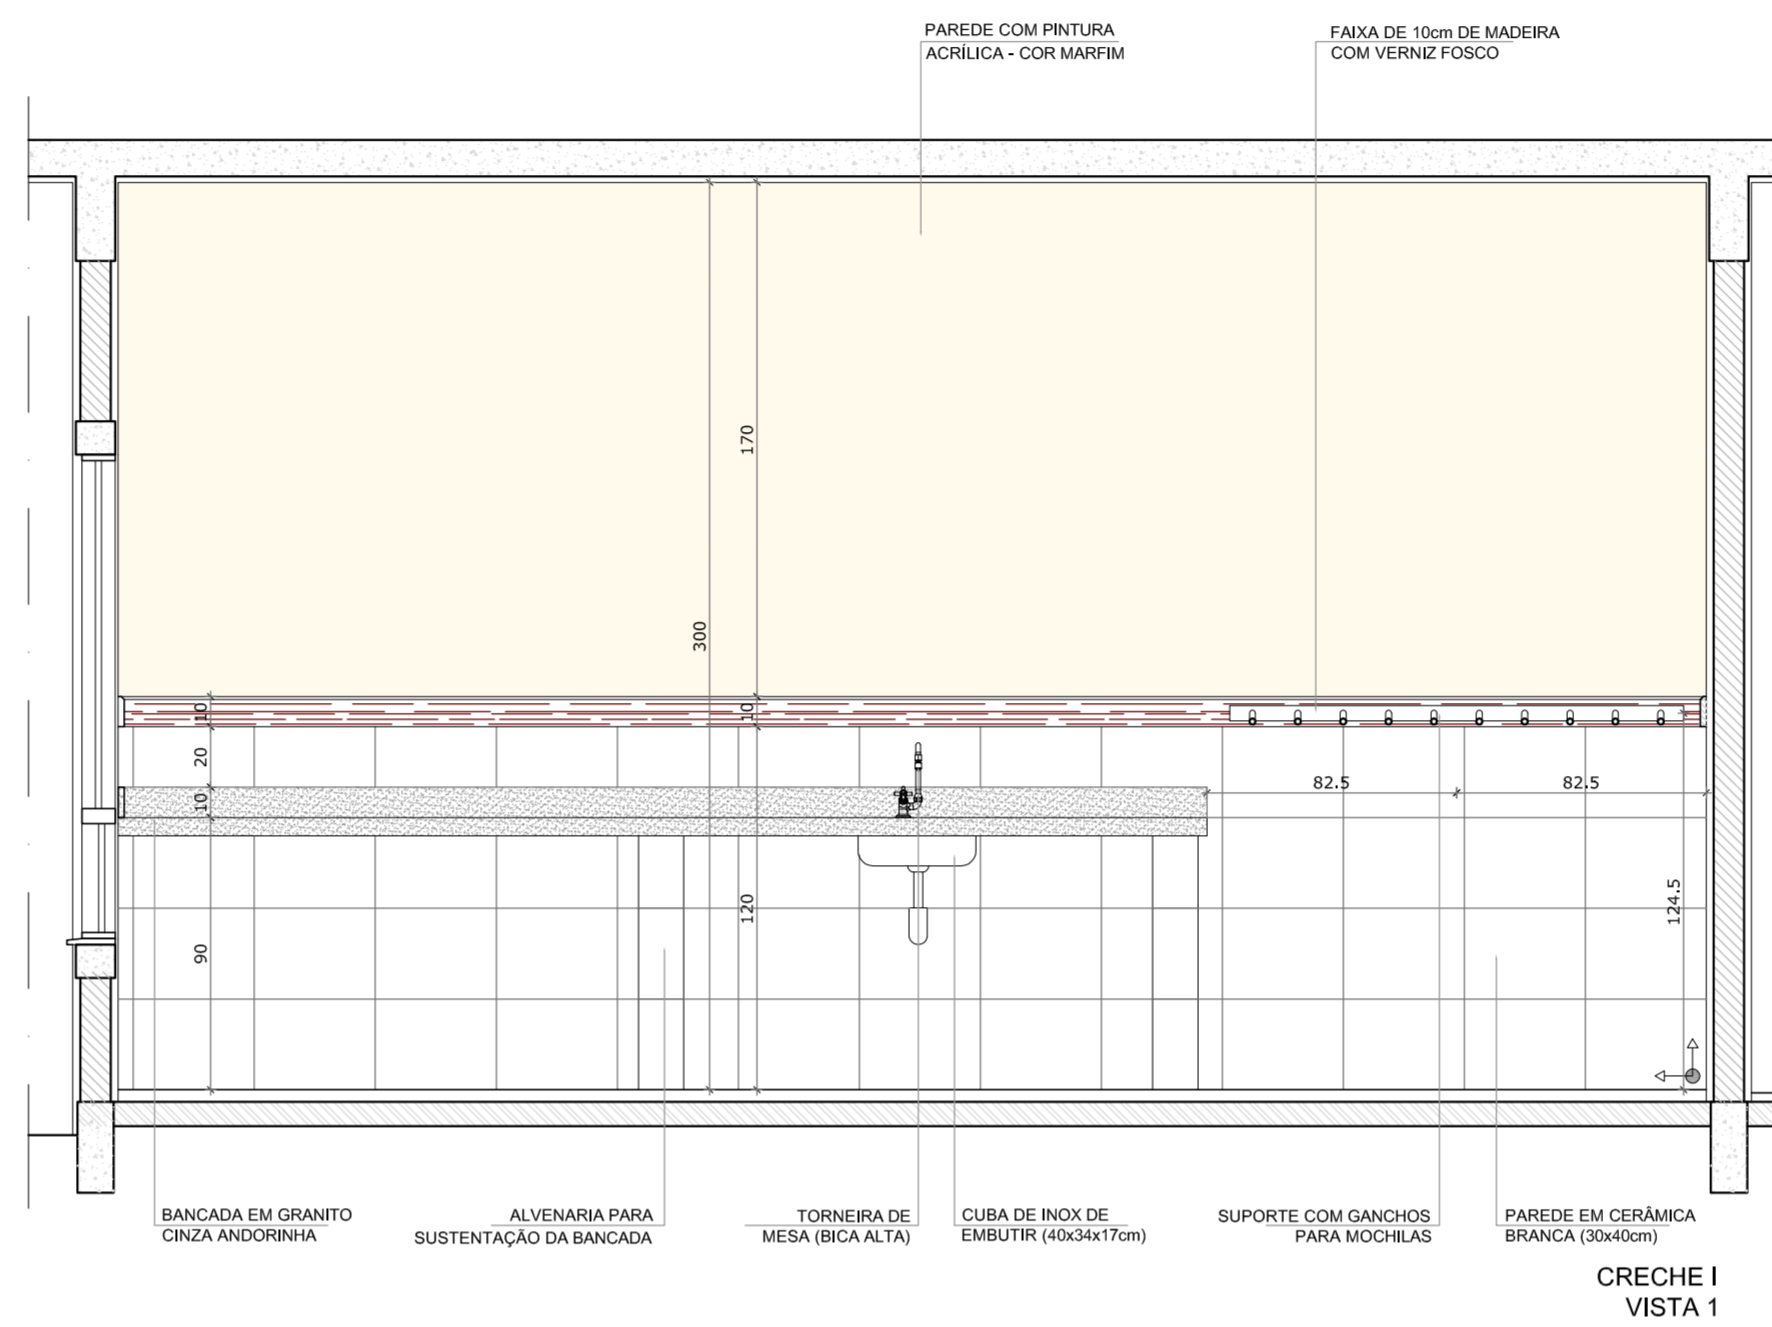 PAREDE COM PINTURA
ACRÍLICA - COR MARFIM
FAIXA DE 10cm DE MADEIRA
COM VERNIZ FOSCO
170
300
10
10
20
10
82.5
82.5
120
124.5
90
BANCADA EM GRANITO
CINZA ANDORINHA
ALVENARIA PARA
SUSTENTAÇÃO DA BANCADA
TORNEIRA DE
MESA (BICA ALTA)
CUBA DE INOX DE
EMBUTIR (40x34x17cm)
SUPORTE COM GANCHOS
PARA MOCHILAS
PAREDE EM CERÂMICA
BRANCA (30x40cm)
CRECHE I
VISTA 1